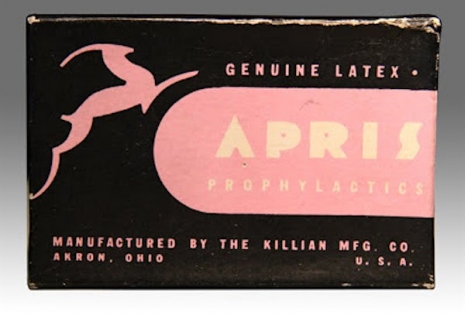 GENUINE LATEX •
APRIS
PROPHYLACTICS
MANUFACTURED BY THE KILLIAN MFG. CO.
AKRON, OHIO U. S. A.